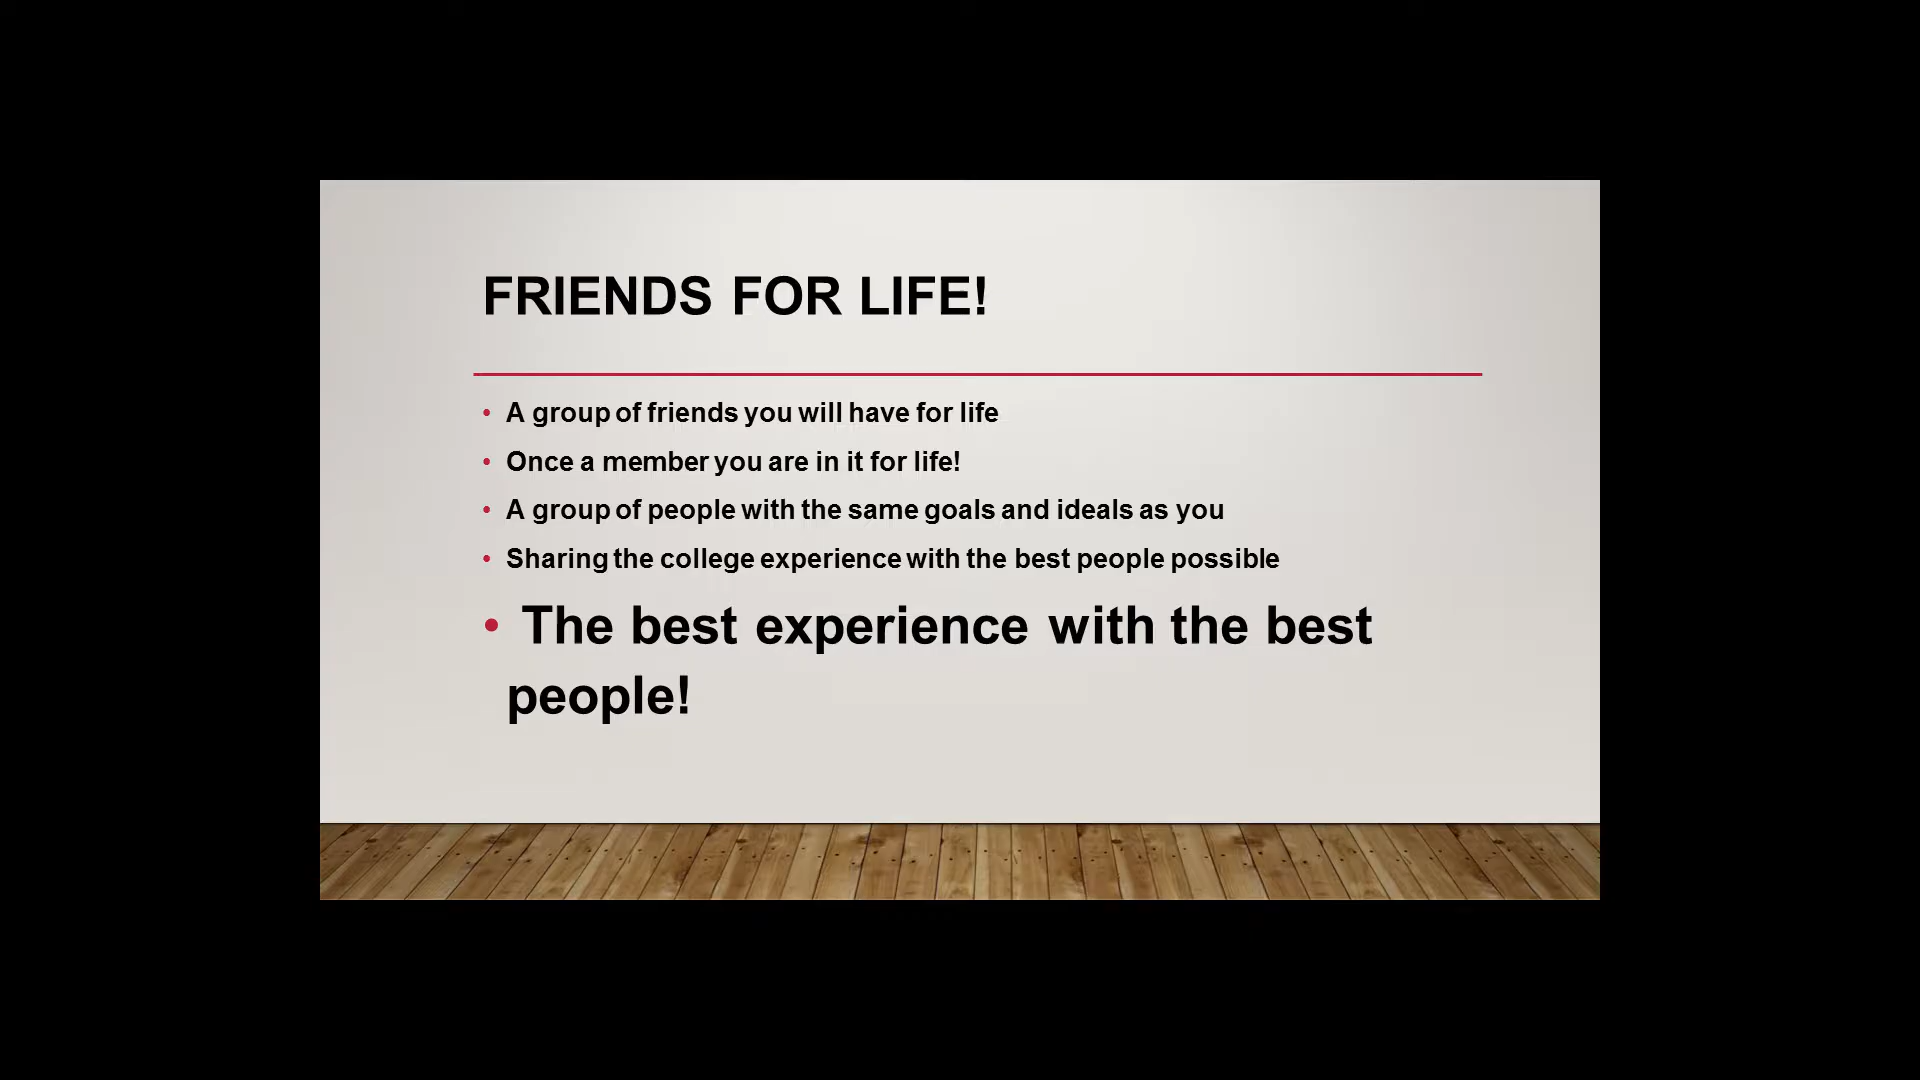 FRIENDS FOR LIFE!
• A group of friends you will have for life
• Once a member you are in it for life!
• A group of people with the same goals and ideals as you
• Sharing the college experience with the best people possible
• The best experience with the best
people!